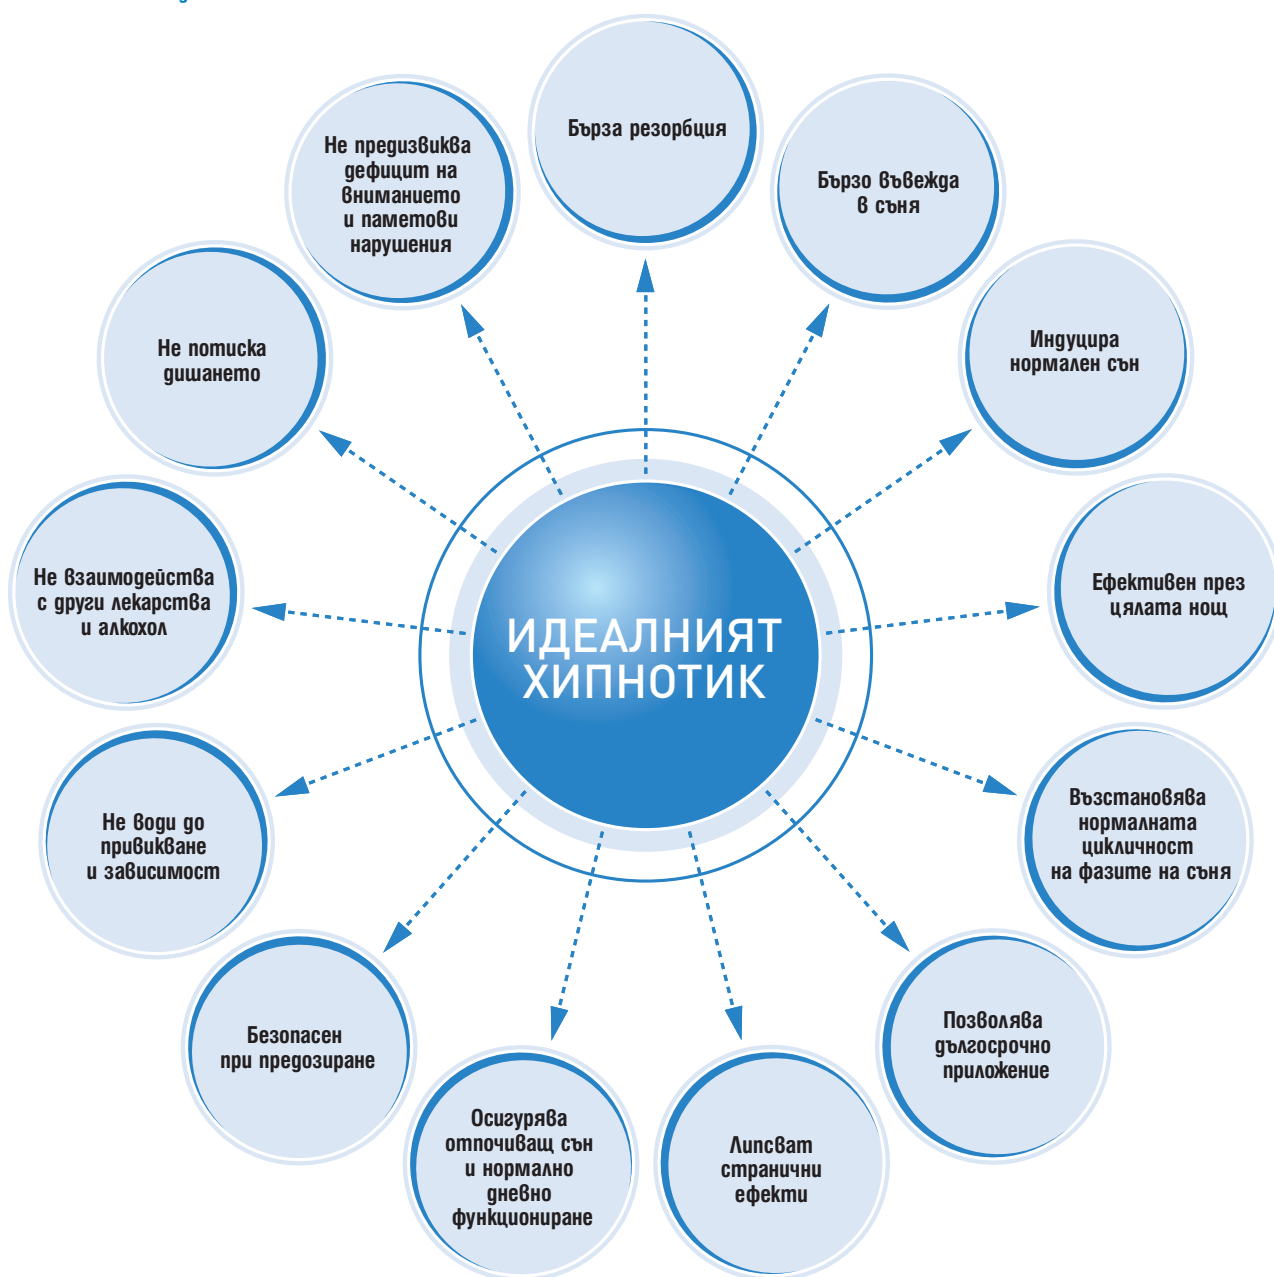 Бърза резорбция
Бързо въвежда
в съня
Индуцира
нормален сън
Ефективен през
цялата нощ
Възстановява
нормалната
цикличност
на фазите на съня
Позволява
дългосрочно
приложение
Липсват
странични
ефекти
Осигурява
отпочиващ сън
и нормално
дневно
функциониране
Безопасен
при предозиране
Не води до
привикване
и зависимост
Не взаимодейства
с други лекарства
и алкохол
Не потиска
дишането
Не предизвиква
дефицит на
вниманието
и паметови
нарушения
ИДЕАЛНИЯТ
ХИПНОТИК